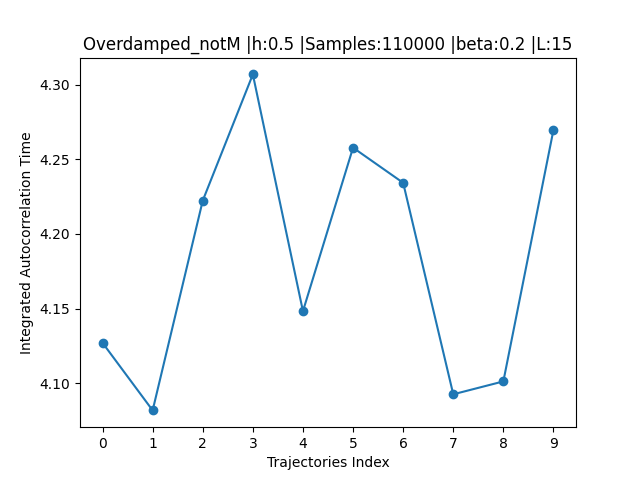 Overdamped_notM |h:0.5 |Samples:110000 |beta:0.2 |L:15
Integrated Autocorrelation Time
4.30
4.25
4.20
4.15
4.10
0 1 2 3 4 5 6 7 8 9
Trajectories Index